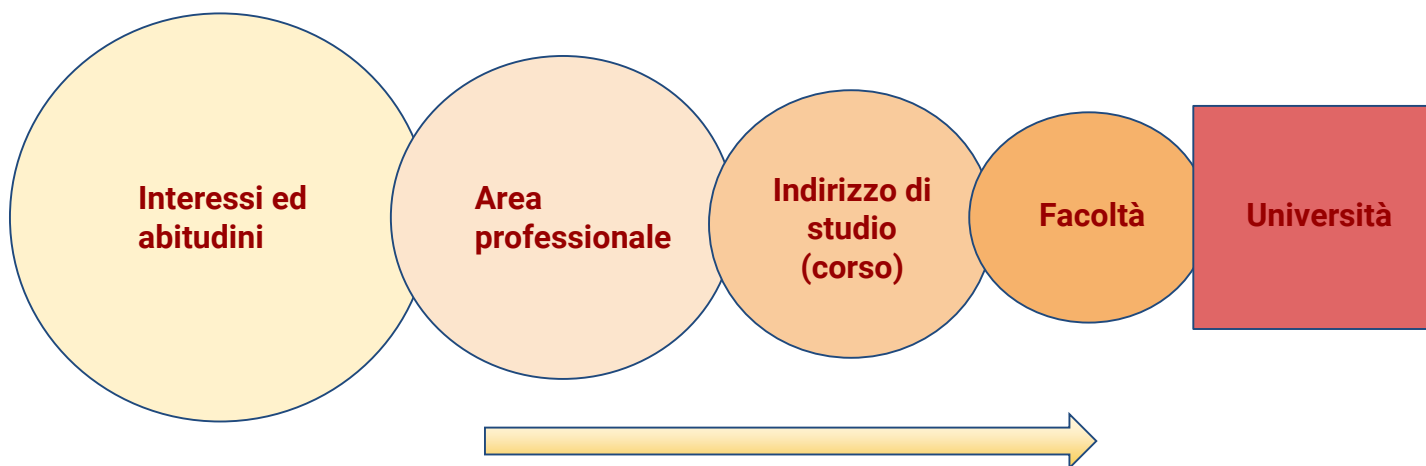 Interessi ed
abitudini
Area
professionale
Indirizzo di
studio
(corso)
Facoltà
Università